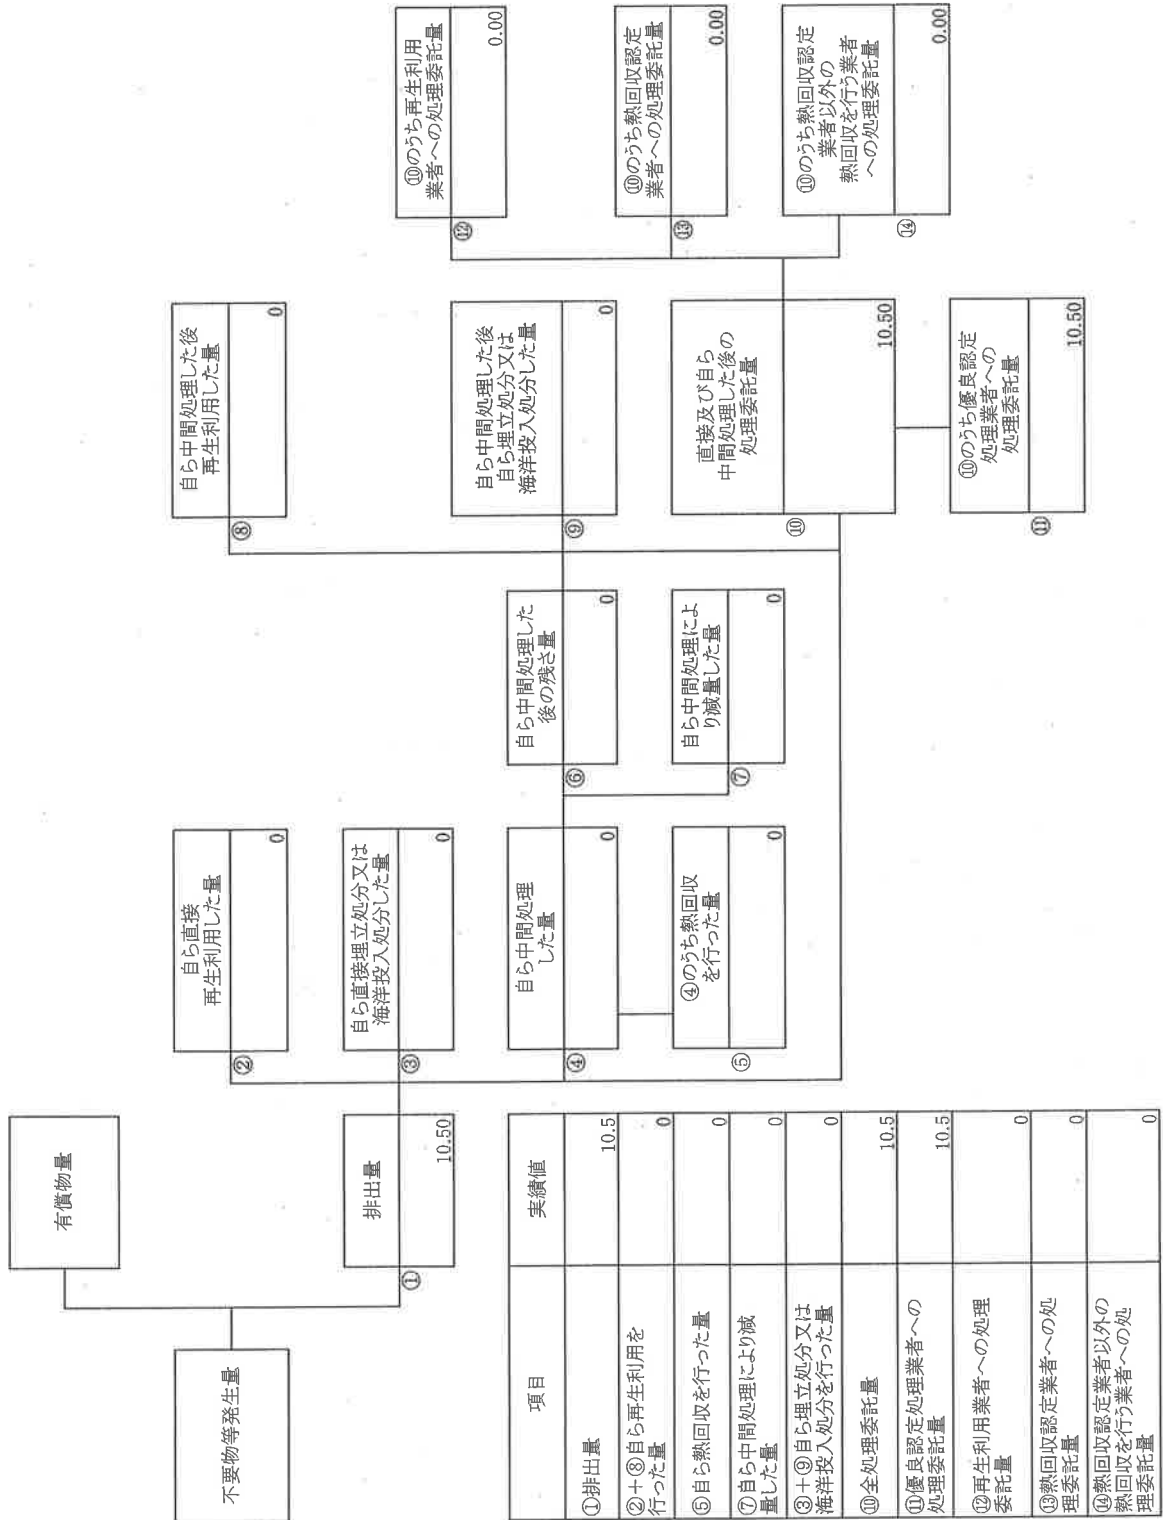 不要物等発生量
有償物量
①
排出量
10.50
②
自ら直接
再生利用した量
0
③
自ら直接埋立処分又は
海洋投入処分した量
0
④
自ら中間処理
した量
0
⑤
④のうち熱回収
を行った量
0
⑥
自ら中間処理した
後の残さ量
0
⑦
自ら中間処理によ
り減量した量
0
⑧
自ら中間処理した後
再生利用した量
0
⑨
自ら中間処理した後
自ら埋立処分又は
海洋投入処分した量
0
⑩
直接及び自ら
中間処理した後の
処理委託量
10.50
⑪
⑩のうち優良認定
処理業者への
処理委託量
10.50
⑫
⑩のうち再生利用
業者への処理委託量
0.00
⑬
⑩のうち熱回収認定
業者への処理委託量
0.00
⑭
⑩のうち熱回収認定
業者以外の
熱回収を行う業者
への処理委託量
0.00
項目 実績値
①排出量 10.5
②+⑧自ら再生利用を
行った量 0
⑤自ら熱回収を行った量 0
⑦自ら中間処理により減
量した量 0
③+⑨自ら埋立処分又は
海洋投入処分を行った量 0
⑩全処理委託量 10.5
⑪優良認定処理業者への
処理委託量 10.5
⑫再生利用業者への処理
委託量 0
⑬熱回収認定業者への処
理委託量 0
⑭熱回収認定業者以外の
熱回収を行う業者への処
理委託量 0